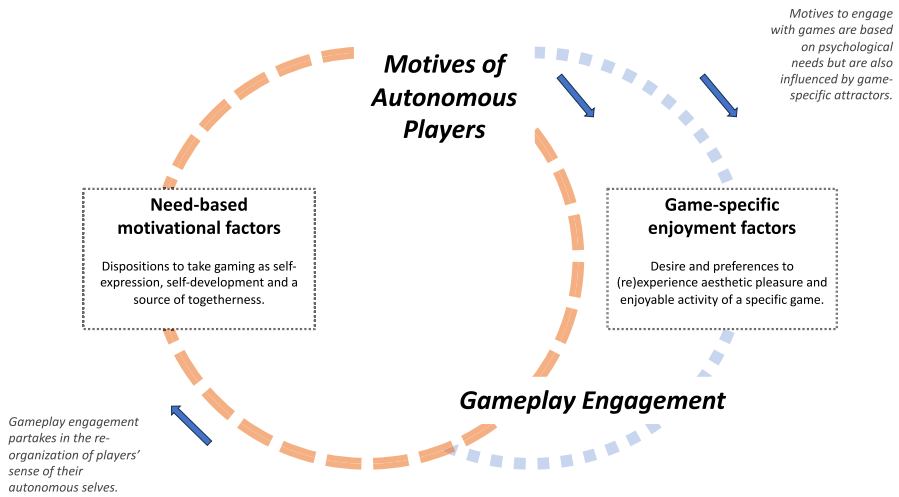 Motives to engage
with games are based
on psychological
needs but are also
influenced by game-
specific attractors.
Motives of
Autonomous
Players
Need-based
motivational factors
Dispositions to take gaming as self-
expression, self-development and a
source of togetherness.
Game-specific
enjoyment factors
Desire and preferences to
(re)experience aesthetic pleasure and
enjoyable activity of a specific game.
Gameplay Engagement
Gameplay engagement
partakes in the re-
organization of players’
sense of their
autonomous selves.